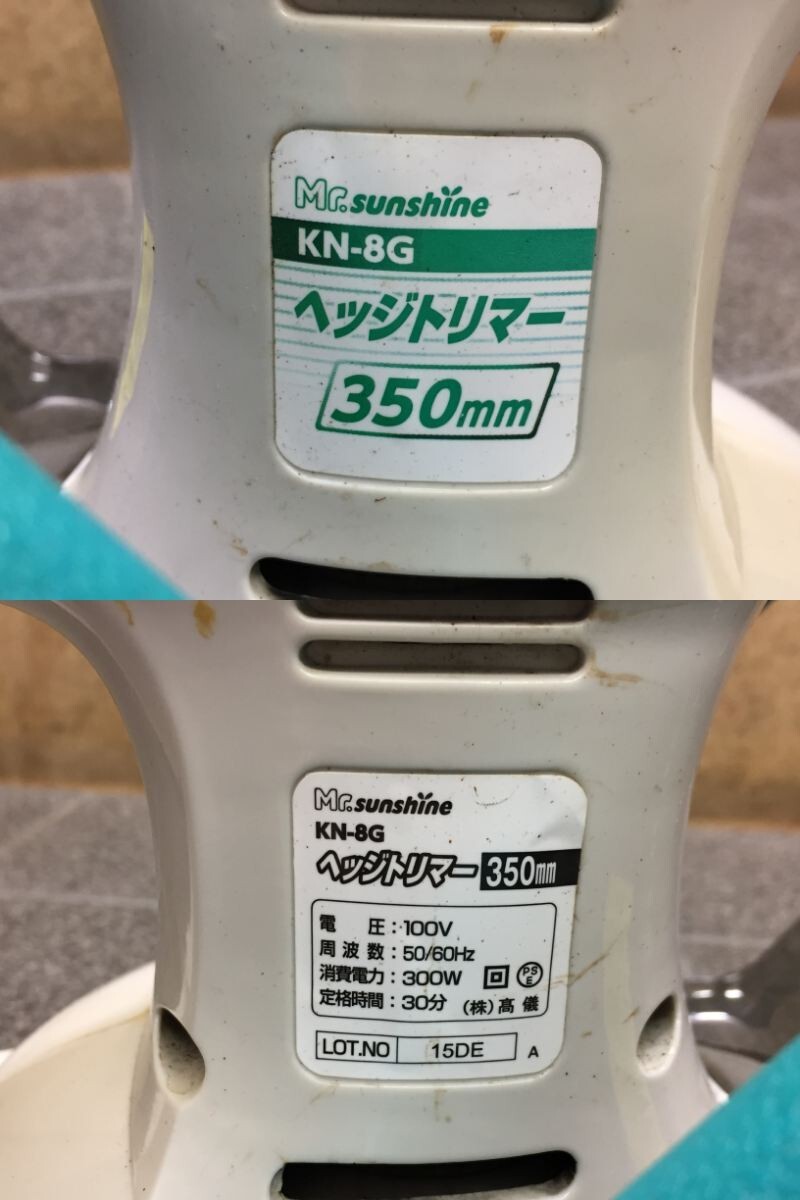 Mr.sunshine
KN-8G
ヘッジトリマー
350mm
Mr.sunshine
KN-8G
ヘッジトリマー 350mm
電 圧：100V
周波数：50/60Hz
消費電力：300W PSE
定格時間：30分 (株)髙儀
LOT.NO 15DE A